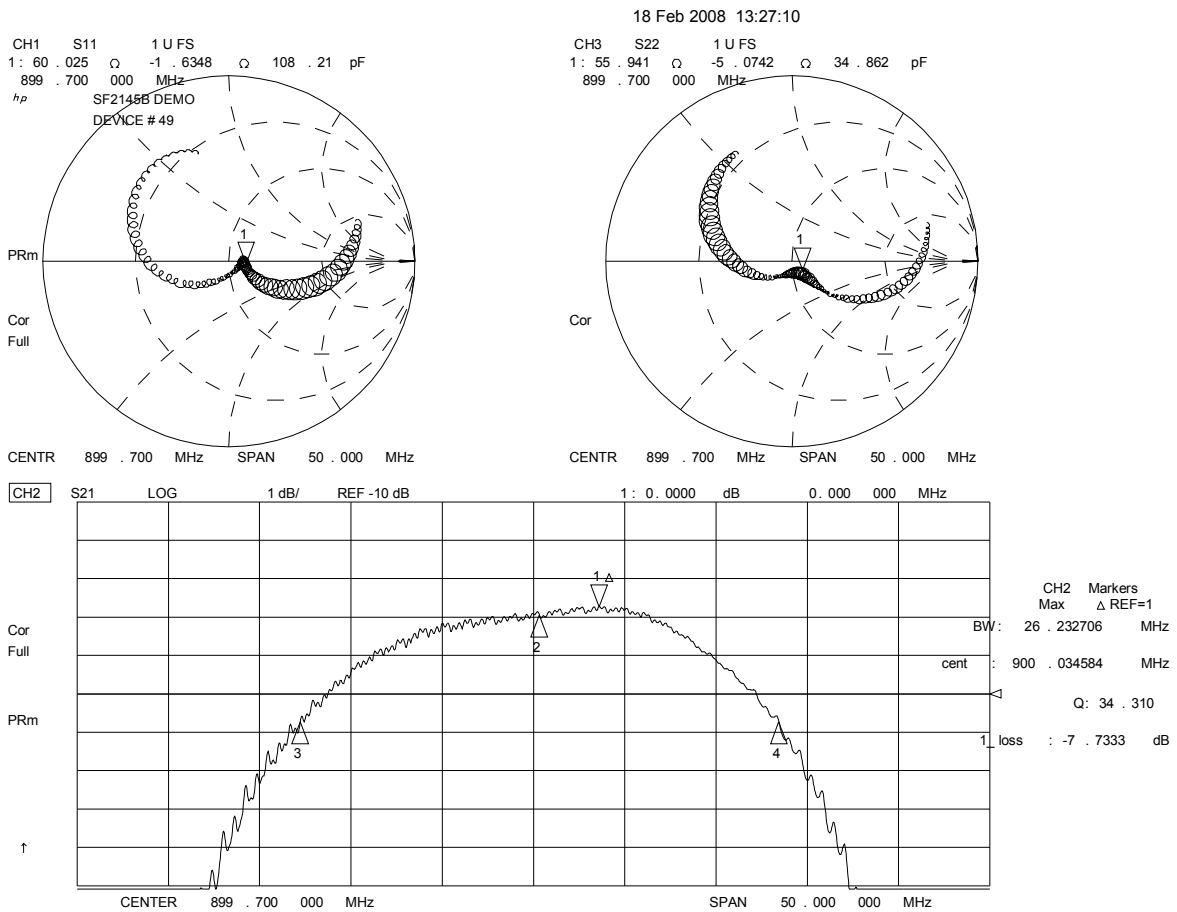 18 Feb 2008 13:27:10
CH1 S11 1 U FS
1: 60 . 025 Ω -1 . 6348 Ω 108 . 21 pF
899 . 700 000 MHz
hp
SF2145B DEMO
DEVICE # 49
1
PRm
Cor
Full
CENTR 899 . 700 MHz SPAN 50 . 000 MHz
CH3 S22 1 U FS
1: 55 . 941 Ω -5 . 0742 Ω 34 . 862 pF
899 . 700 000 MHz
1
Cor
CENTR 899 . 700 MHz SPAN 50 . 000 MHz
CH2 S21 LOG 1 dB/ REF -10 dB 1: 0. 0000 dB 0. 000 000 MHz
1 Δ
2
3
4
Cor
Full
PRm
↑
CH2 Markers
Max Δ REF=1
BW: 26 . 232706 MHz
cent : 900 . 034584 MHz
Q: 34 . 310
1_loss : -7 . 7333 dB
CENTER 899 . 700 000 MHz SPAN 50 . 000 000 MHz